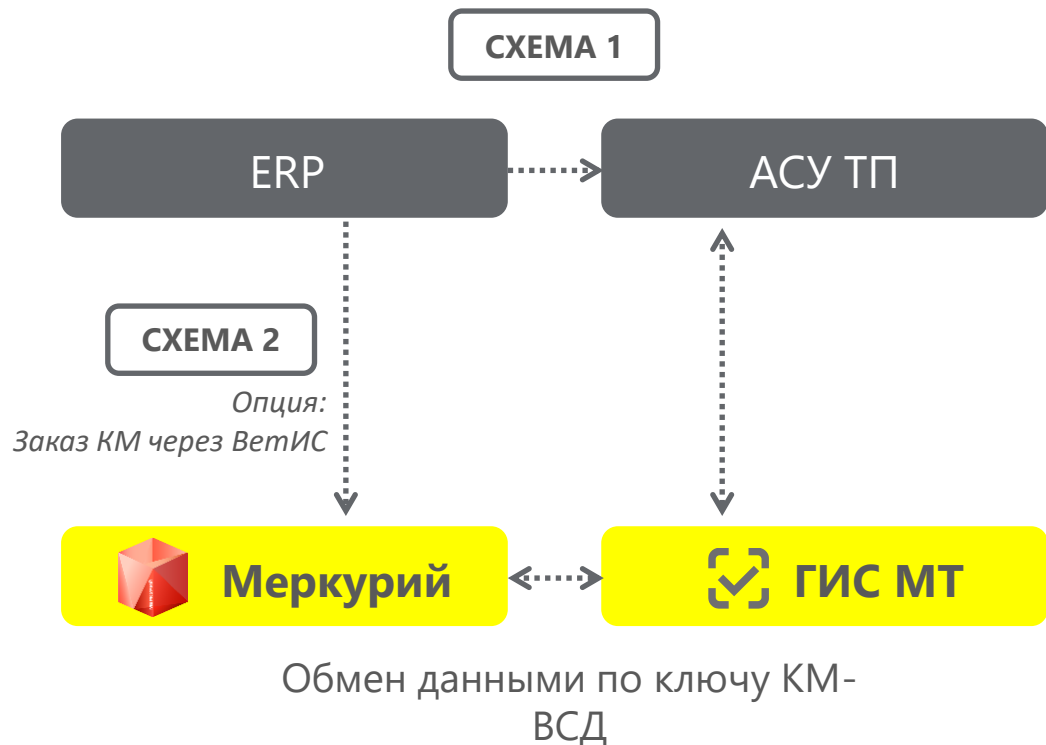 СХЕМА 1
ERP
АСУ ТП
СХЕМА 2
Опция:
Заказ КМ через ВетИС
Меркурий
ГИС МТ
Обмен данными по ключу КМ-
ВСД